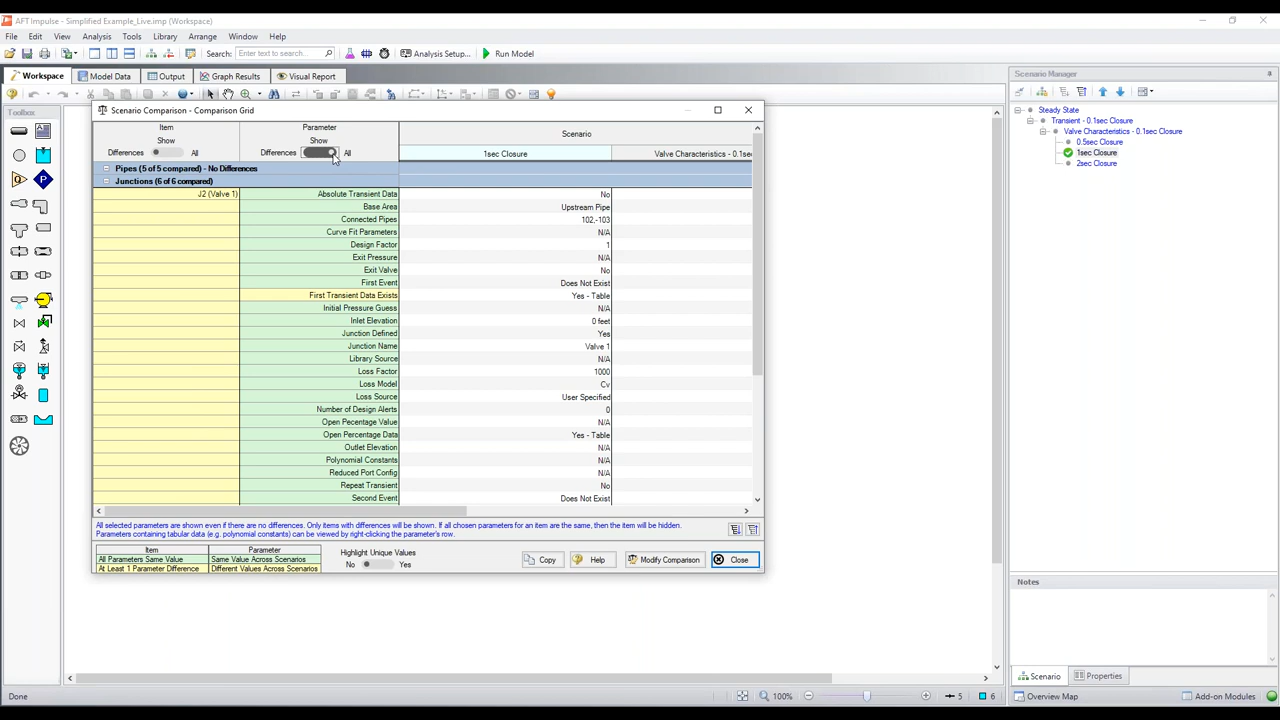 AFT Impulse - Simplified Example_Live.imp (Workspace)
File Edit View Analysis Tools Library Arrange Window Help
Search: Enter text to search... Analysis Setup... Run Model
Workspace Model Data Output Graph Results Visual Report
Toolbox
Scenario Comparison - Comparison Grid
Item Parameter Scenario
Show Show
Differences All Differences All 1sec Closure Valve Characteristics - 0.1sec
Pipes (5 of 5 compared) - No Differences
Junctions (6 of 6 compared)
J2 (Valve 1) Absolute Transient Data No
Base Area Upstream Pipe
Connected Pipes 102,-103
Curve Fit Parameters N/A
Design Factor 1
Exit Pressure N/A
Exit Valve No
First Event Does Not Exist
First Transient Data Exists Yes - Table
Initial Pressure Guess N/A
Inlet Elevation 0 feet
Junction Defined Yes
Junction Name Valve 1
Library Source N/A
Loss Factor 1000
Loss Model Cv
Loss Source User Specified
Number of Design Alerts 0
Open Pecentage Value N/A
Open Percentage Data Yes - Table
Outlet Elevation N/A
Polynomial Constants N/A
Reduced Port Config N/A
Repeat Transient No
Second Event Does Not Exist
All selected parameters are shown even if there are no differences. Only items with differences will be shown. If all chosen parameters for an item are the same, then the item will be hidden.
Parameters containing tabular data (e.g. polynomial constants) can be viewed by right-clicking the parameter's row.
Item Parameter
All Parameters Same Value Same Value Across Scenarios
At Least 1 Parameter Difference Different Values Across Scenarios
Highlight Unique Values
No Yes
Copy Help Modify Comparison Close
Scenario Manager
Steady State
Transient - 0.1sec Closure
Valve Characteristics - 0.1sec Closure
0.5sec Closure
1sec Closure
2sec Closure
Notes
Scenario Properties
Done 100% 5 6 Overview Map Add-on Modules